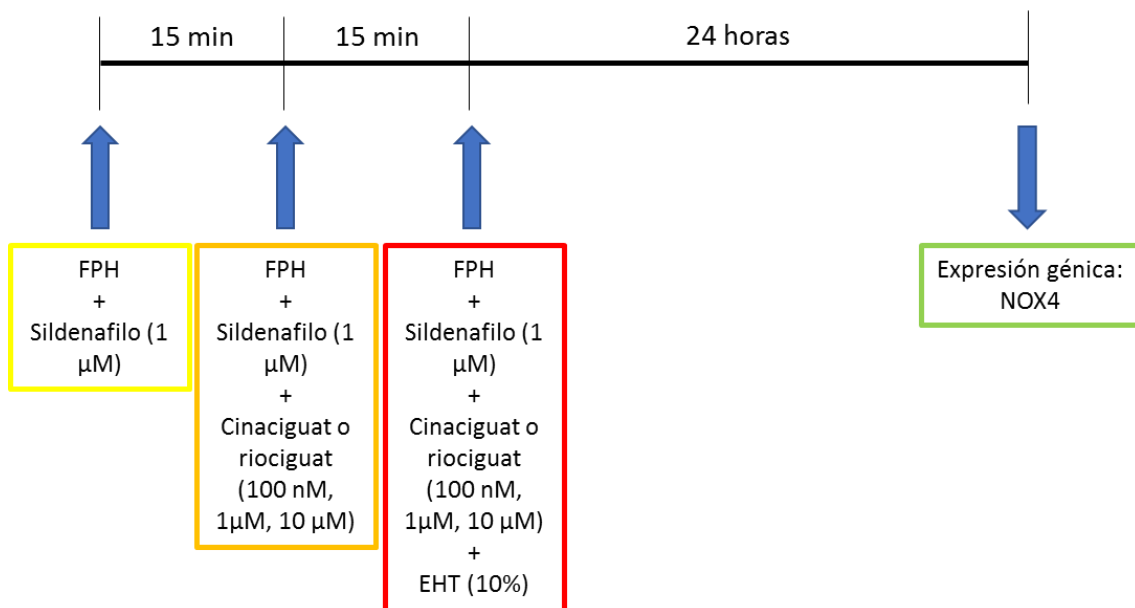 15 min
15 min
24 horas
FPH
+
Sildenafilo (1
µM)
FPH
+
Sildenafilo (1
µM)
+
Cinaciguat o
riociguat
(100 nM,
1µM, 10 µM)
FPH
+
Sildenafilo (1
µM)
+
Cinaciguat o
riociguat
(100 nM,
1µM, 10 µM)
+
EHT (10%)
Expresión génica:
NOX4